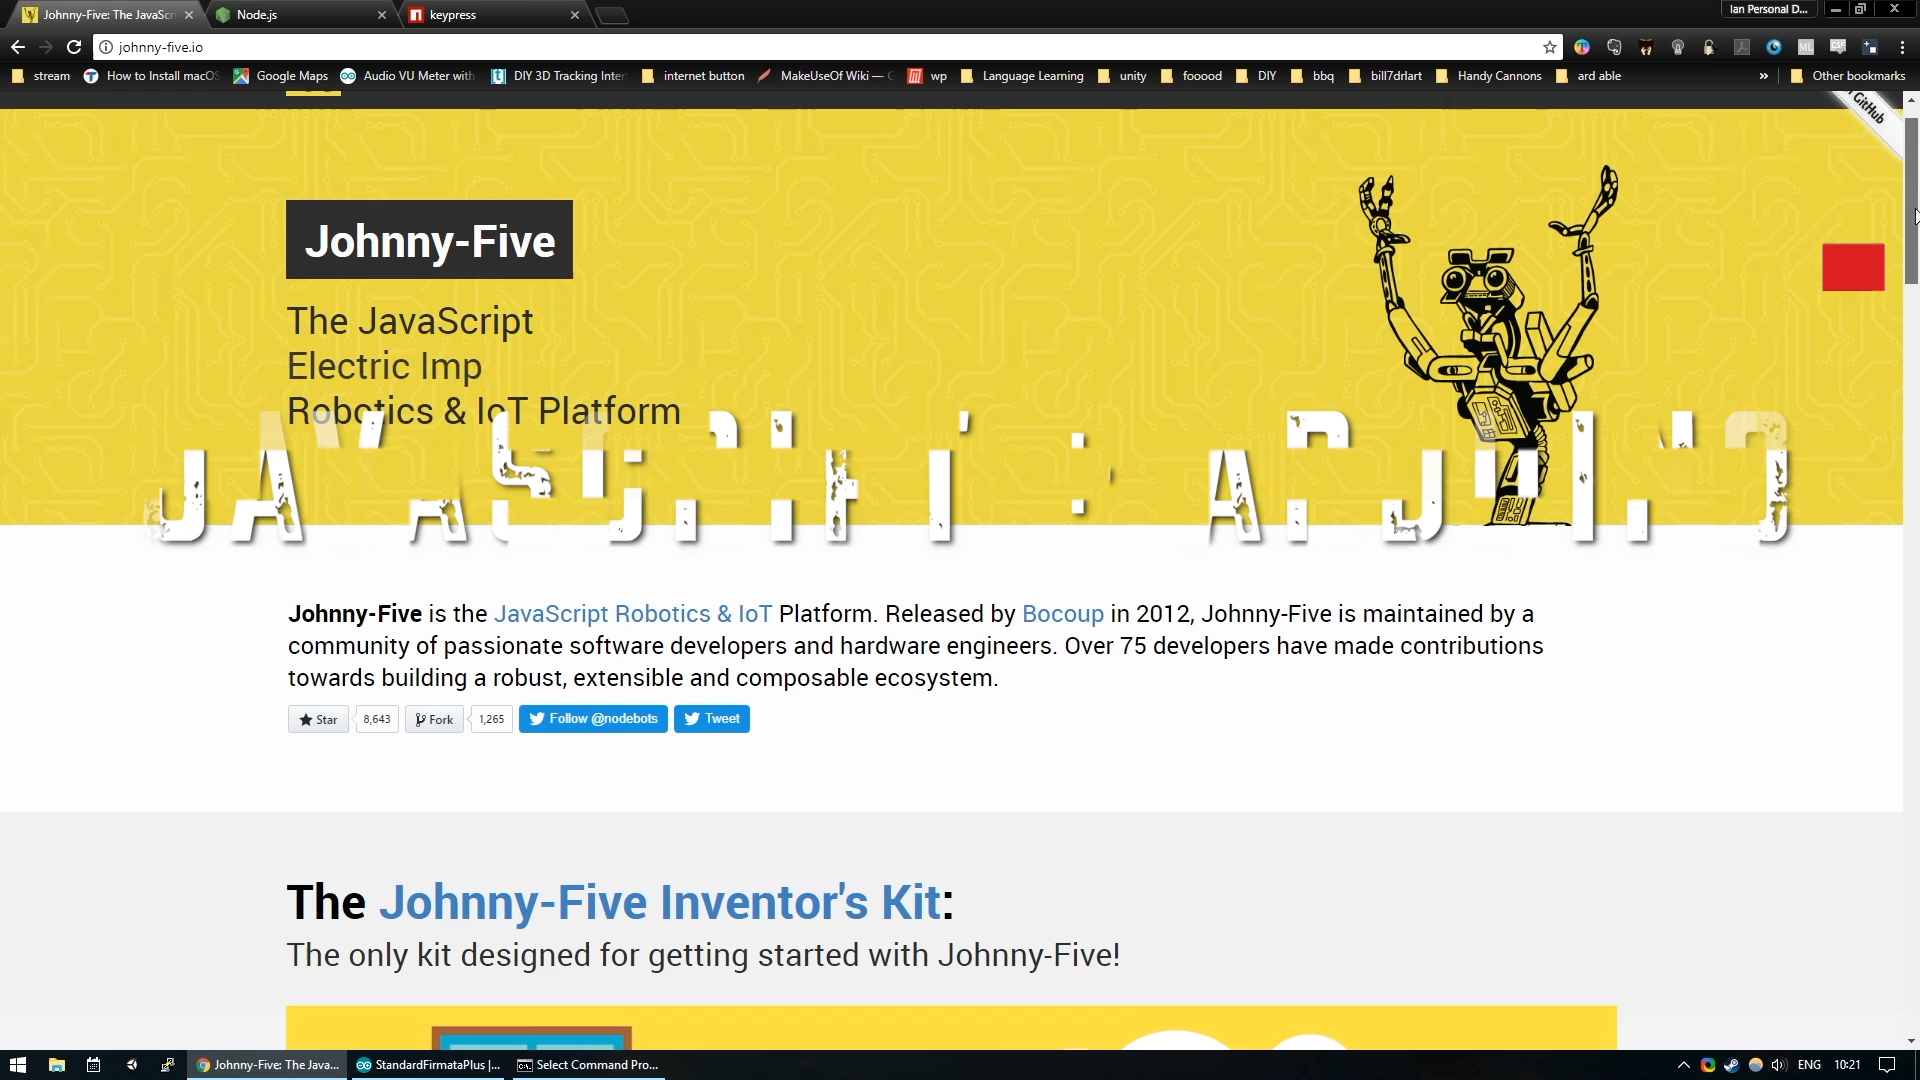 Johnny-Five: The JavaScri
Node.js
keypress
Ian Personal D...
johnny-five.io
stream
How to Install macOS
Google Maps
Audio VU Meter with
DIY 3D Tracking Inter
internet button
MakeUseOf Wiki —
wp
Language Learning
unity
fooood
DIY
bbq
bill7drlart
Handy Cannons
ard able
»
Other bookmarks
GitHub
Johnny-Five
The JavaScript
Electric Imp
Robotics & IoT Platform
Johnny-Five is the JavaScript Robotics & IoT Platform. Released by Bocoup in 2012, Johnny-Five is maintained by a
community of passionate software developers and hardware engineers. Over 75 developers have made contributions
towards building a robust, extensible and composable ecosystem.
Star 8,643 Fork 1,265 Follow @nodebots Tweet
The Johnny-Five Inventor's Kit:
The only kit designed for getting started with Johnny-Five!
Johnny-Five: The Java...
StandardFirmataPlus |...
Select Command Pro...
ENG
10:21